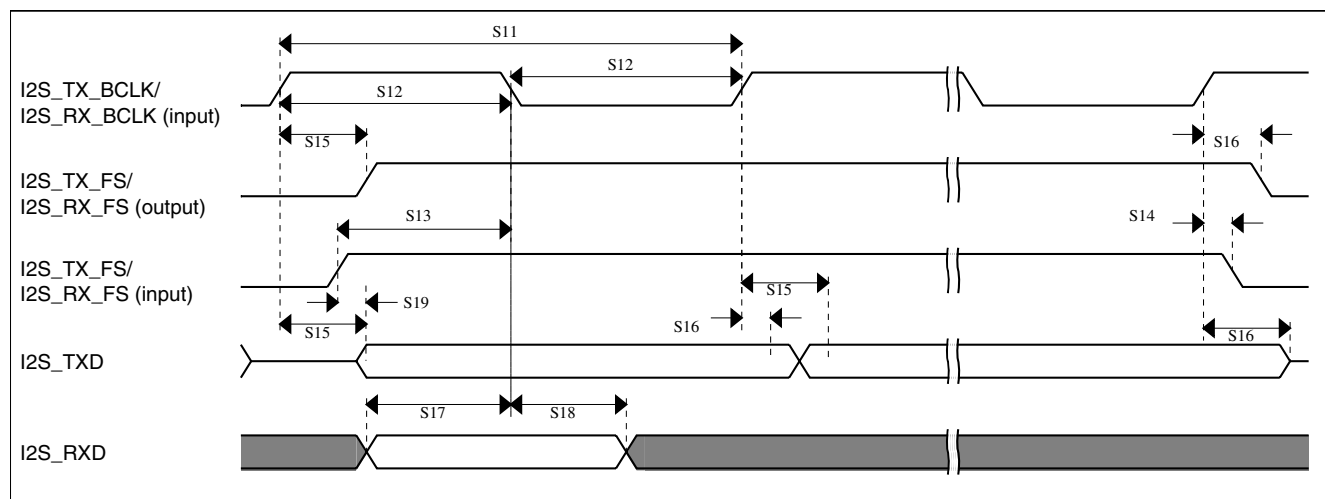 S11
I2S_TX_BCLK/
I2S_RX_BCLK (input)
S12
S12
S15
S16
I2S_TX_FS/
I2S_RX_FS (output)
S13
S14
I2S_TX_FS/
I2S_RX_FS (input)
S15
S19
S15
S16
S16
I2S_TXD
S17
S18
I2S_RXD